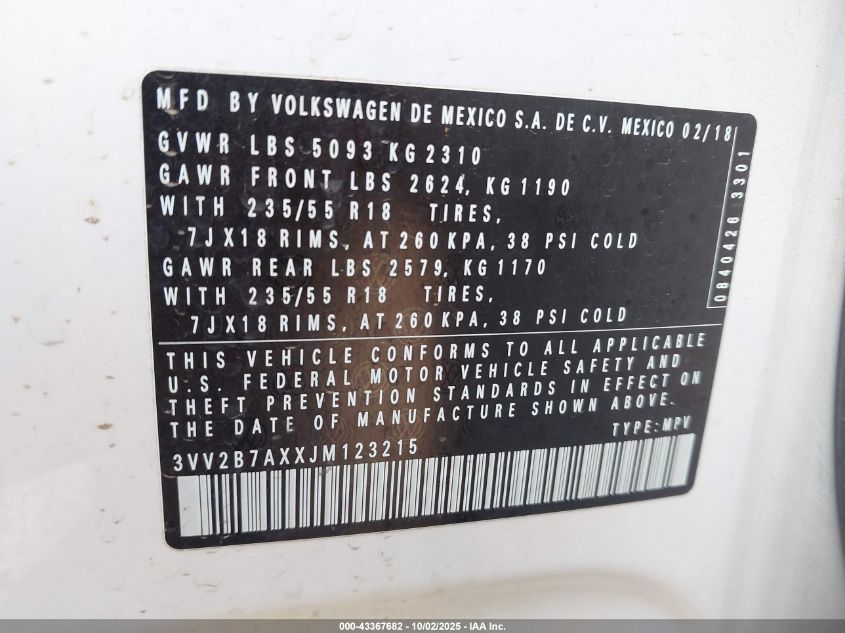 MFD BY VOLKSWAGEN DE MEXICO S.A. DE C.V. MEXICO 02/18
GVWR LBS 5093 KG 2310
GAWR FRONT LBS 2624, KG 1190
WITH 235/55 R18 TIRES,
7JX18 RIMS, AT 260 KPA, 38 PSI COLD
GAWR REAR LBS 2579, KG 1170
WITH 235/55 R18 TIRES,
7JX18 RIMS, AT 260 KPA, 38 PSI COLD
0840426 3301
THIS VEHICLE CONFORMS TO ALL APPLICABLE
U.S. FEDERAL MOTOR VEHICLE SAFETY AND
THEFT PREVENTION STANDARDS IN EFFECT ON
THE DATE OF MANUFACTURE SHOWN ABOVE.
TYPE: MPV
3VV2B7AXXJM123215
000-43367682 - 10/02/2025 - IAA Inc.